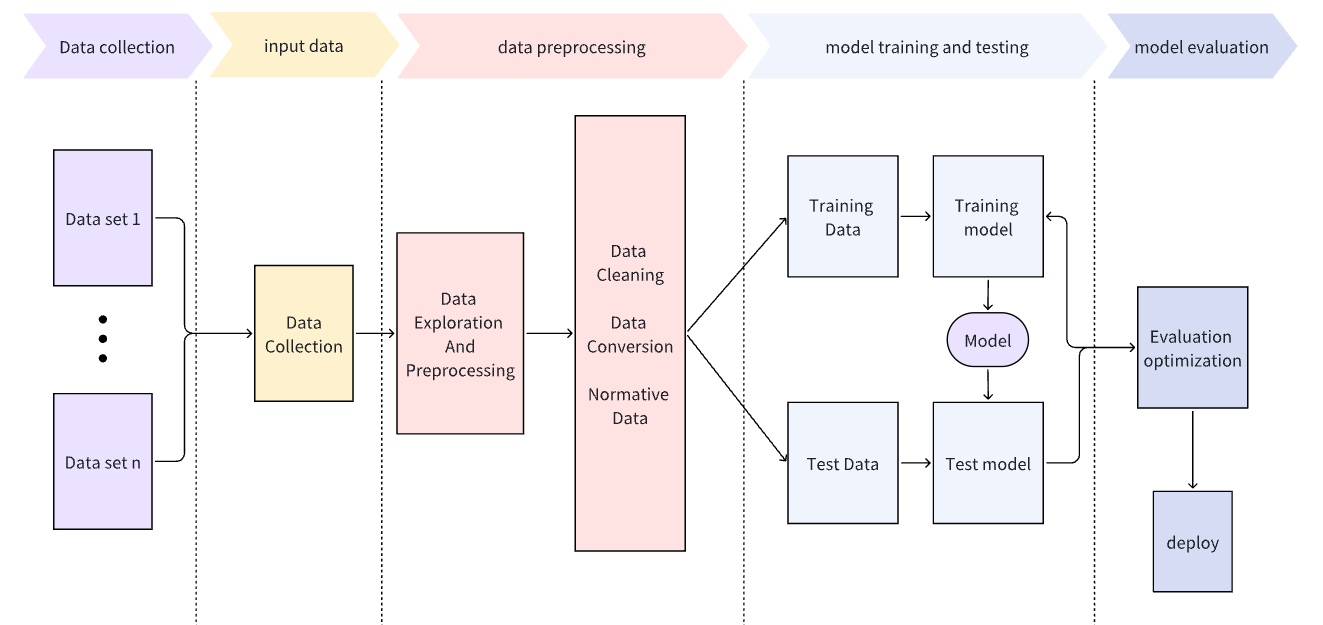 Data collection
input data
data preprocessing
model training and testing
model evaluation
Data set 1
Data set n
Data
Collection
Data
Exploration
And
Preprocessing
Data
Cleaning
Data
Conversion
Normative
Data
Training
Data
Training
model
Model
Test Data
Test model
Evaluation
optimization
deploy